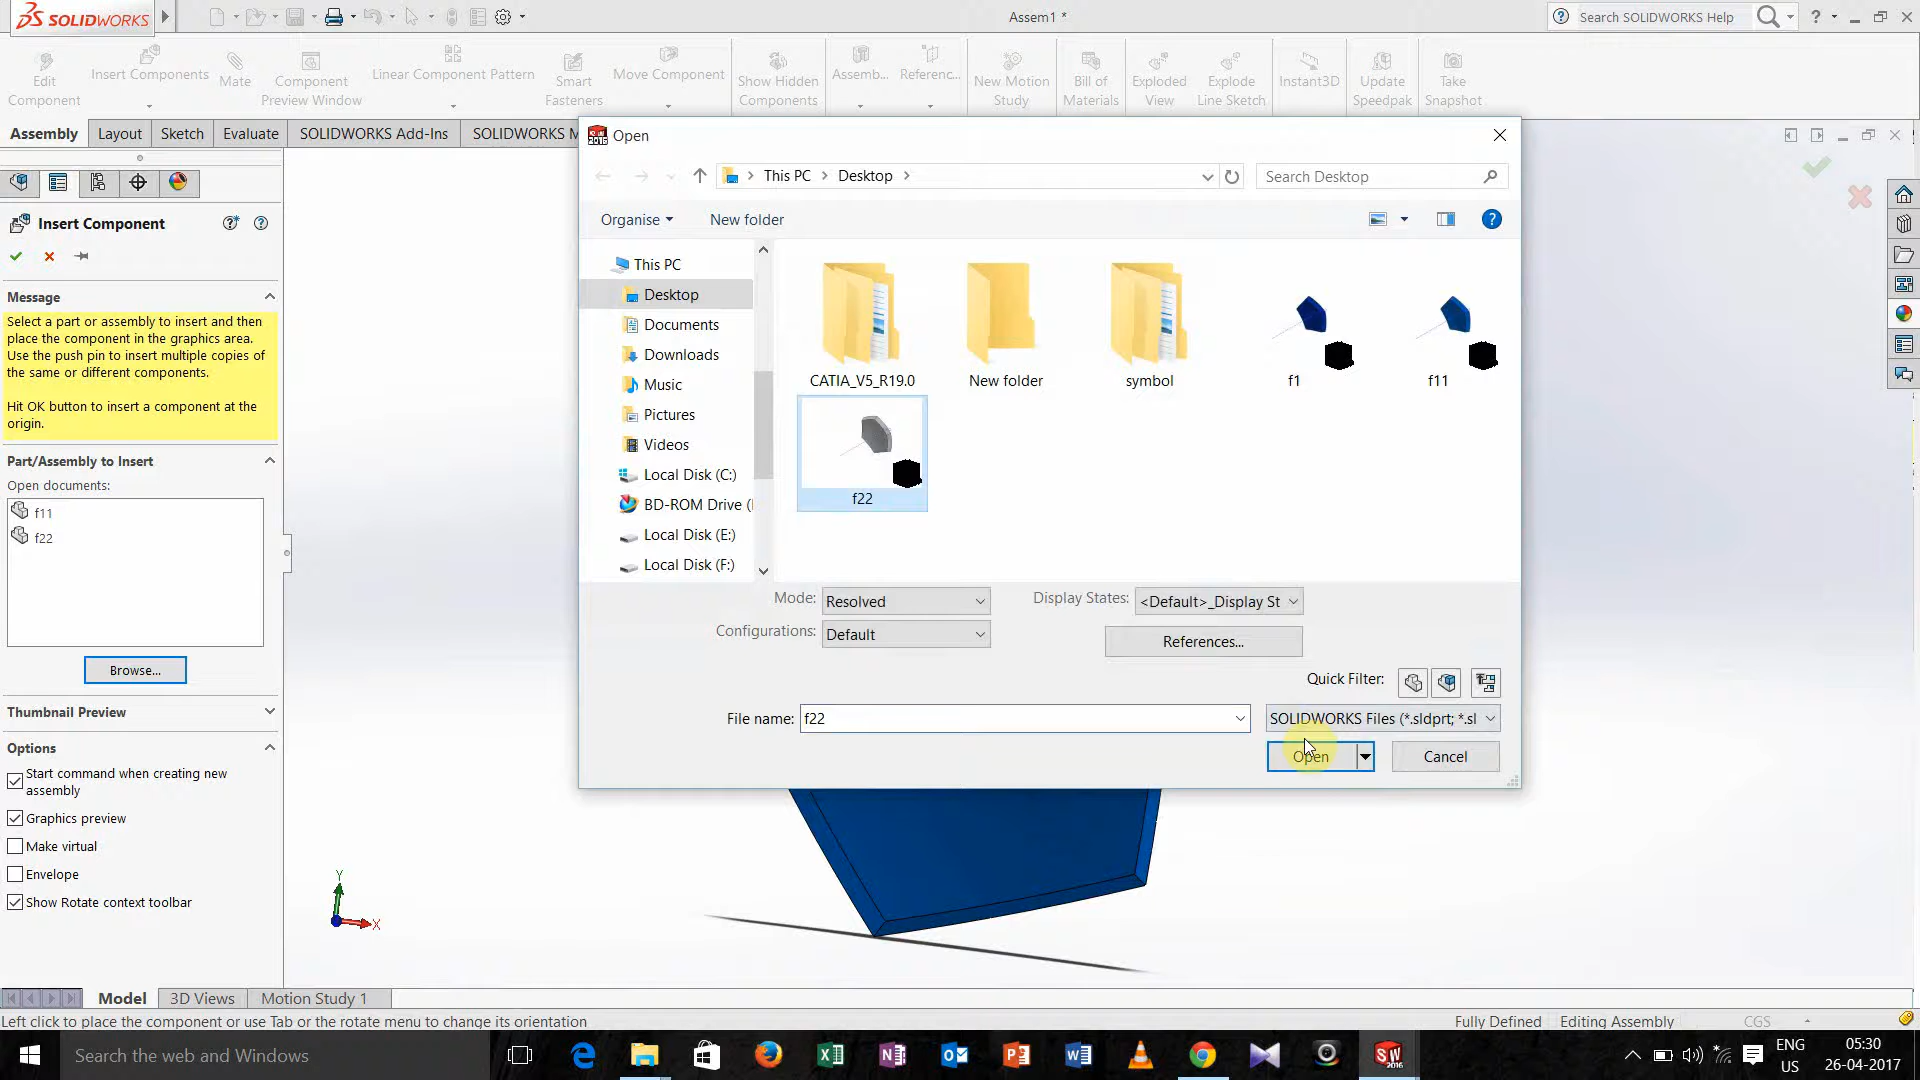 SOLIDWORKS
Assem1 *
Search SOLIDWORKS Help
Edit Component
Insert Components
Mate
Component Preview Window
Linear Component Pattern
Smart Fasteners
Move Component
Show Hidden Components
Assemb...
Referenc...
New Motion Study
Bill of Materials
Exploded View
Explode Line Sketch
Instant3D
Update Speedpak
Take Snapshot
Assembly
Layout
Sketch
Evaluate
SOLIDWORKS Add-Ins
SOLIDWORKS M
Insert Component
Message
Select a part or assembly to insert and then
place the component in the graphics area.
Use the push pin to insert multiple copies of
the same or different components.
Hit OK button to insert a component at the
origin.
Part/Assembly to Insert
Open documents:
f11
f22
Browse...
Thumbnail Preview
Options
Start command when creating new
assembly
Graphics preview
Make virtual
Envelope
Show Rotate context toolbar
Open
This PC
Desktop
Search Desktop
Organise
New folder
This PC
Desktop
Documents
Downloads
Music
Pictures
Videos
Local Disk (C:)
BD-ROM Drive (
Local Disk (E:)
Local Disk (F:)
CATIA_V5_R19.0
New folder
symbol
f1
f11
f22
Mode: Resolved
Display States: <Default>_Display St
Configurations: Default
References...
Quick Filter:
File name: f22
SOLIDWORKS Files (*.sldprt; *.sl
Open
Cancel
Y
X
Model
3D Views
Motion Study 1
Left click to place the component or use Tab or the rotate menu to change its orientation
Fully Defined
Editing Assembly
CGS
Search the web and Windows
ENG
US
05:30
26-04-2017